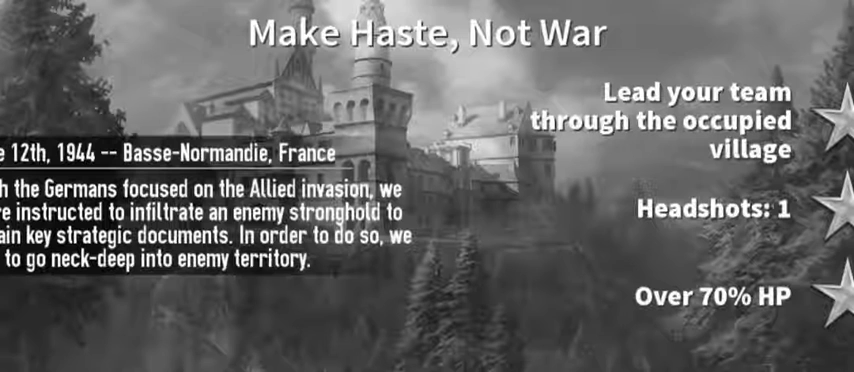 Make Haste, Not War
e 12th, 1944 -- Basse-Normandie, France
h the Germans focused on the Allied invasion, we
e instructed to infiltrate an enemy stronghold to
ain key strategic documents. In order to do so, we
to go neck-deep into enemy territory.
Lead your team
through the occupied
village
Headshots: 1
Over 70% HP